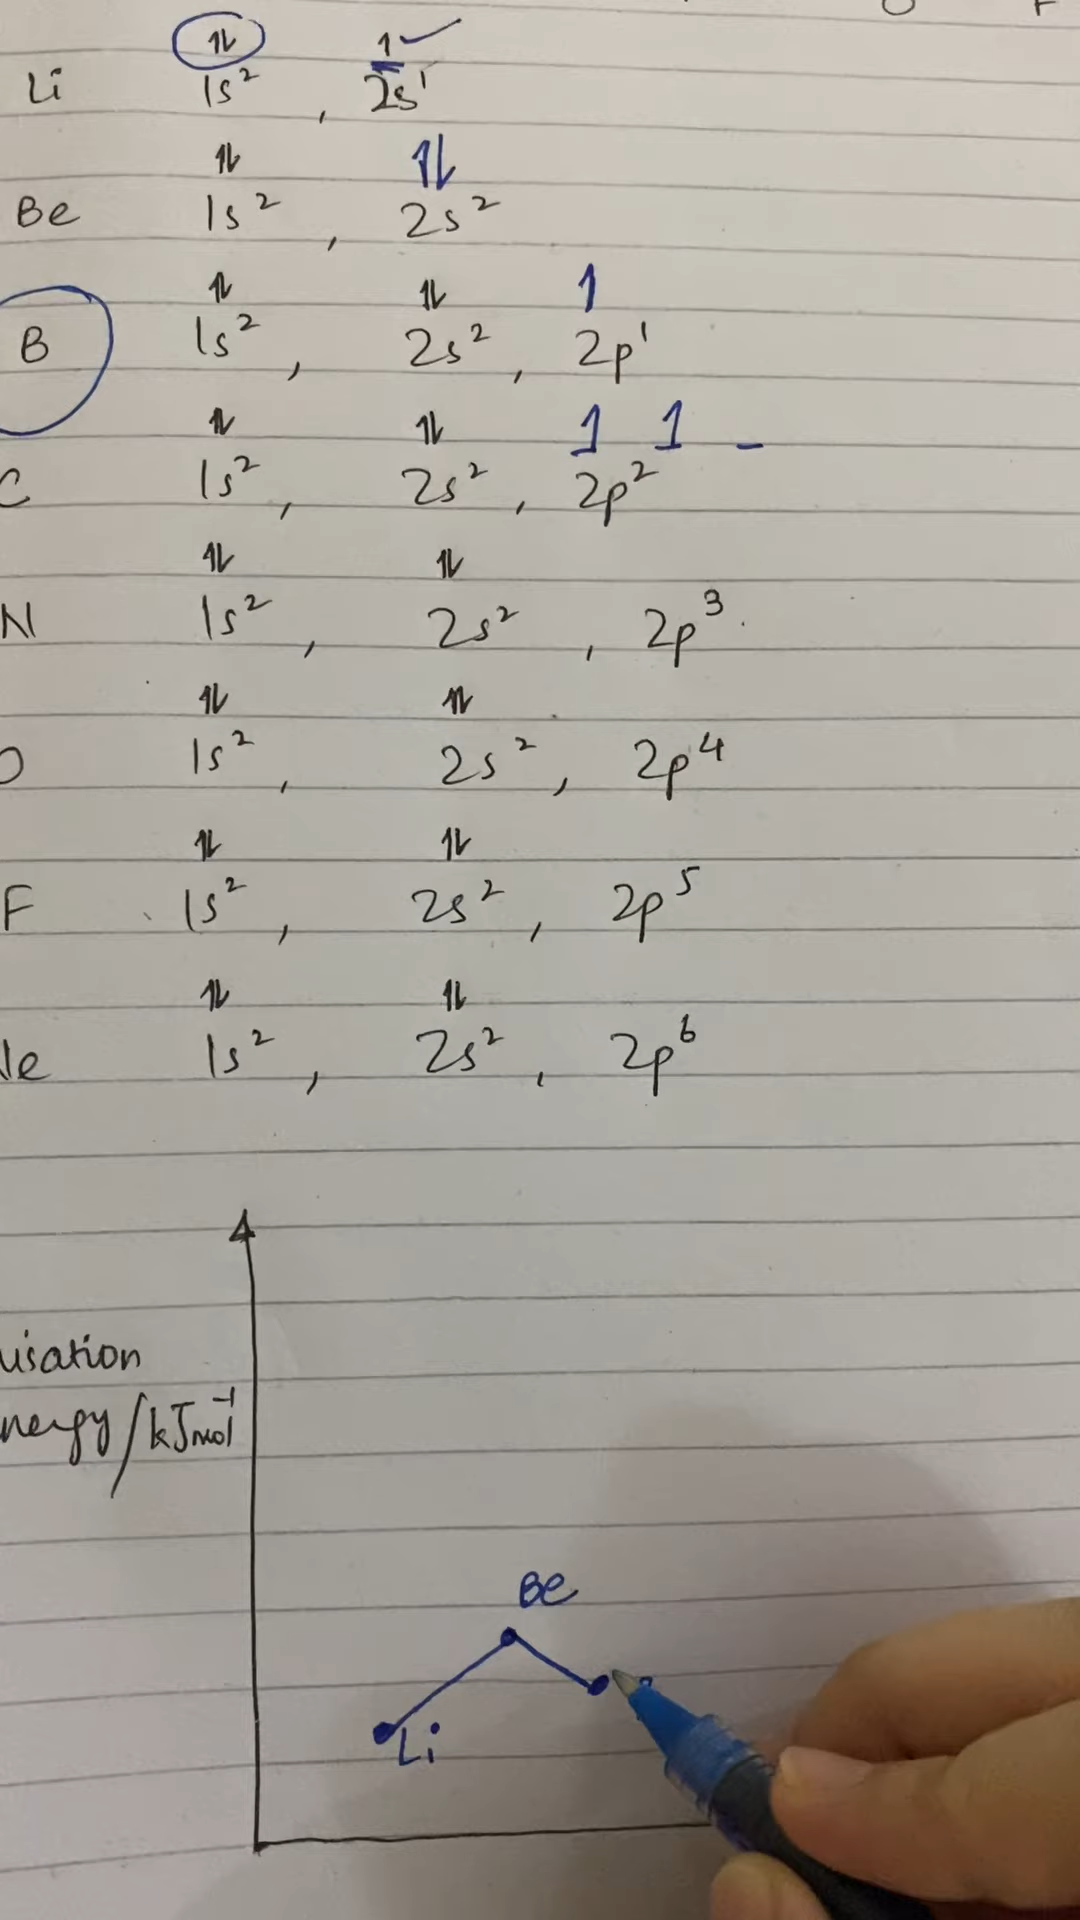 Li 1s², 2s¹
Be 1s², 2s²
B 1s², 2s², 2p¹
C 1s², 2s², 2p²
N 1s², 2s², 2p³
O 1s², 2s², 2p⁴
F 1s², 2s², 2p⁵
Ne 1s², 2s², 2p⁶
isation
nergy/kJmol⁻¹
Be
Li